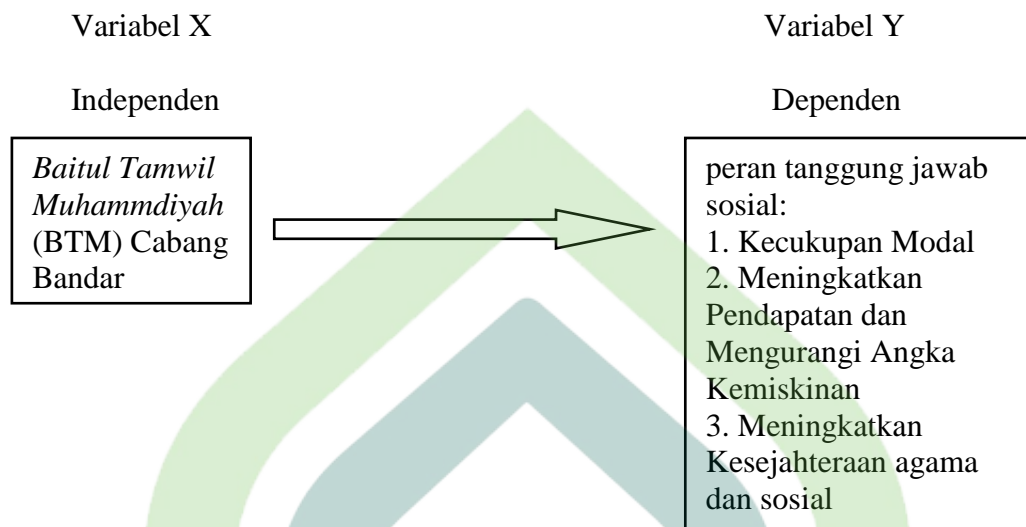 Variabel X
Variabel Y
Independen
Dependen
Baitul Tamwil
Muhammdiyah
(BTM) Cabang
Bandar
peran tanggung jawab
sosial:
1. Kecukupan Modal
2. Meningkatkan
Pendapatan dan
Mengurangi Angka
Kemiskinan
3. Meningkatkan
Kesejahteraan agama
dan sosial